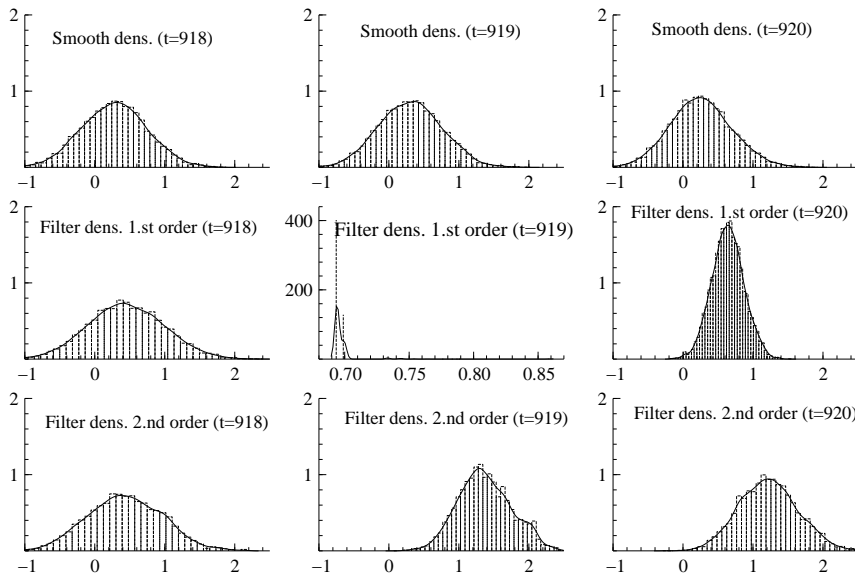 2
Smooth dens. (t=918)
1
−1 0 1 2
2
Smooth dens. (t=919)
1
−1 0 1 2
2
Smooth dens. (t=920)
1
−1 0 1 2
2
Filter dens. 1.st order (t=918)
1
−1 0 1 2
400
Filter dens. 1.st order (t=919)
200
0.70 0.75 0.80 0.85
2
Filter dens. 1.st order (t=920)
1
−1 0 1 2
2
Filter dens. 2.nd order (t=918)
1
−1 0 1 2
2
Filter dens. 2.nd order (t=919)
1
−1 0 1 2
2
Filter dens. 2.nd order (t=920)
1
−1 0 1 2